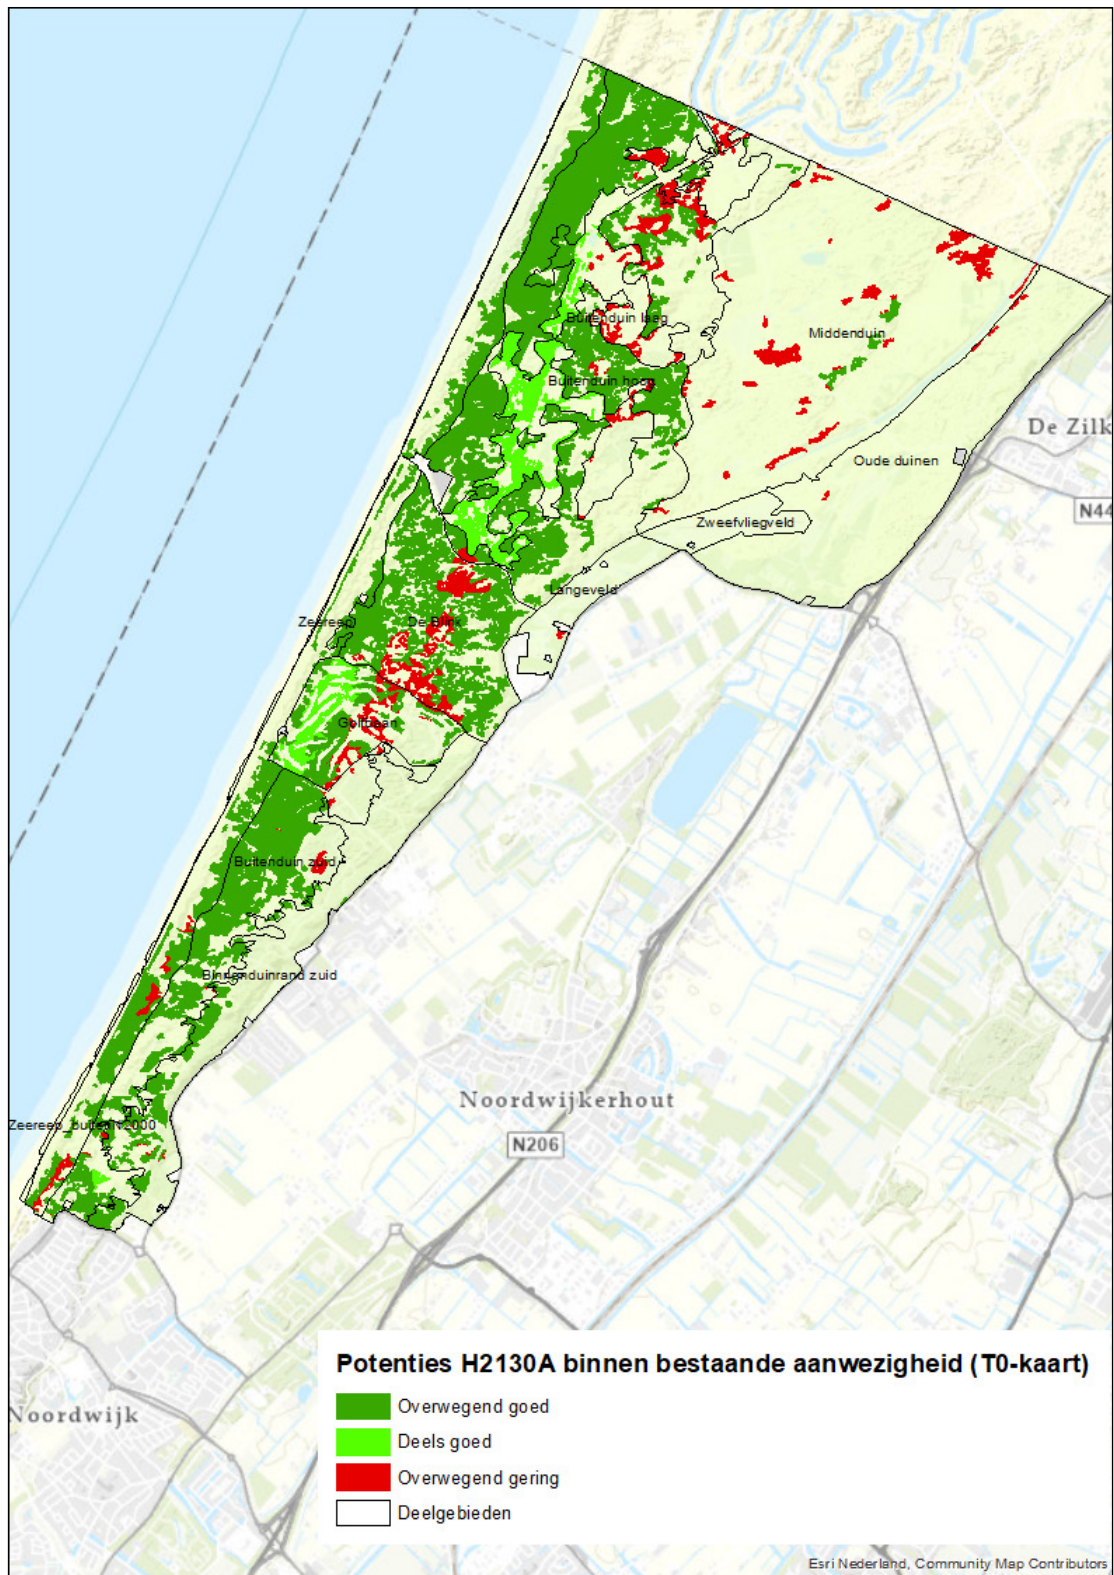 Buitenduin laag
Middenduin
Buitenduin hoog
De Zilk
Oude duinen
N44
Zweefvliegveld
Langeveld
Zeereep
De Blink
Golfbaan
Buitenduin zuid
Binnenduinrand zuid
Noordwijkerhout
Zeereep_buitenN2000
N206
Potenties H2130A binnen bestaande aanwezigheid (T0-kaart)
Overwegend goed
Deels goed
Noordwijk
Overwegend gering
Deelgebieden
Esri Nederland, Community Map Contributors